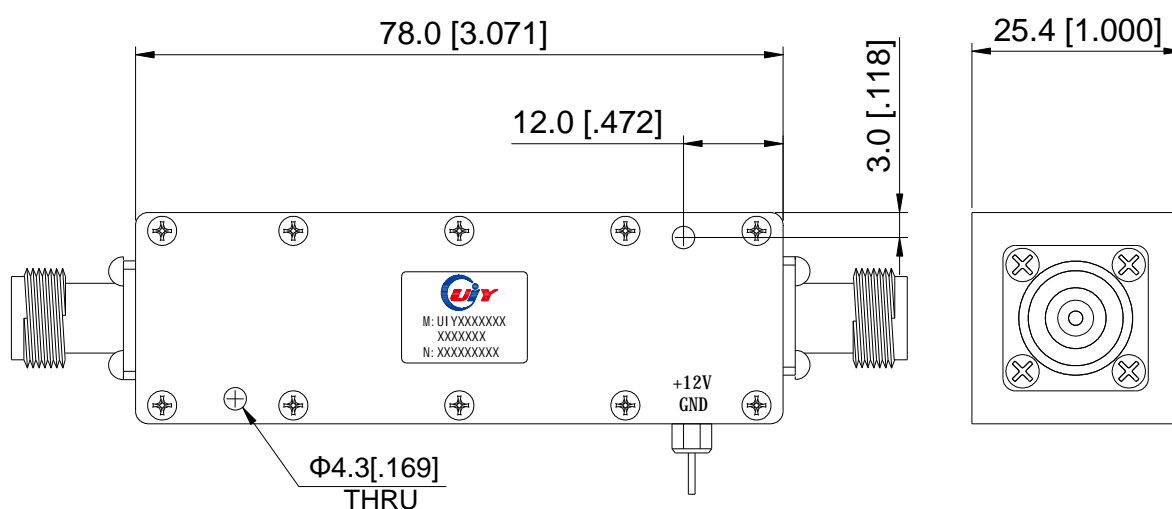 78.0 [3.071]
25.4 [1.000]
12.0 [.472]
3.0 [.118]
UIY
M: UIYXXXXXXX
XXXXXXX
N: XXXXXXXXX
+12V
GND
Φ4.3[.169]
THRU